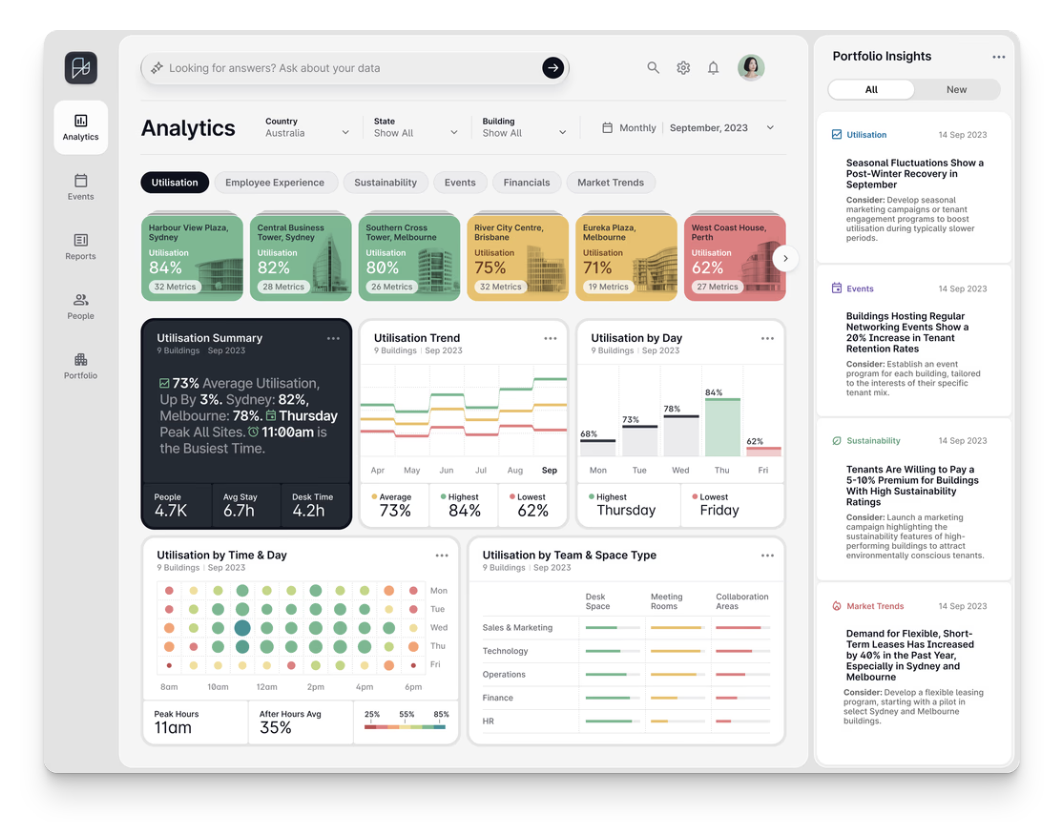 Looking for answers? Ask about your data
Analytics
Events
Reports
People
Portfolio
Analytics
Country
Australia
State
Show All
Building
Show All
Monthly
September, 2023
Utilisation
Employee Experience
Sustainability
Events
Financials
Market Trends
Harbour View Plaza,
Sydney
Utilisation
84%
32 Metrics
Central Business
Tower, Sydney
Utilisation
82%
28 Metrics
Southern Cross
Tower, Melbourne
Utilisation
80%
26 Metrics
River City Centre,
Brisbane
Utilisation
75%
32 Metrics
Eureka Plaza,
Melbourne
Utilisation
71%
19 Metrics
West Coast House,
Perth
Utilisation
62%
27 Metrics
Utilisation Summary
9 Buildings Sep 2023
73% Average Utilisation,
Up By 3%. Sydney: 82%,
Melbourne: 78%. Thursday
Peak All Sites. 11:00am is
the Busiest Time.
People
4.7K
Avg Stay
6.7h
Desk Time
4.2h
Utilisation Trend
9 Buildings Sep 2023
Apr May Jun Jul Aug Sep
Average
73%
Highest
84%
Lowest
62%
Utilisation by Day
9 Buildings Sep 2023
68%
73%
78%
84%
62%
Mon Tue Wed Thu Fri
Highest
Thursday
Lowest
Friday
Utilisation by Time & Day
9 Buildings Sep 2023
Mon
Tue
Wed
Thu
Fri
8am 10am 12am 2pm 4pm 6pm
Peak Hours
11am
After Hours Avg
35%
25% 55% 85%
Utilisation by Team & Space Type
9 Buildings Sep 2023
Desk
Space
Meeting
Rooms
Collaboration
Areas
Sales & Marketing
Technology
Operations
Finance
HR
Portfolio Insights
All
New
Utilisation 14 Sep 2023
Seasonal Fluctuations Show a
Post-Winter Recovery in
September
Consider: Develop seasonal
marketing campaigns or tenant
engagement programs to boost
utilisation during typically slower
periods.
Events 14 Sep 2023
Buildings Hosting Regular
Networking Events Show a
20% Increase in Tenant
Retention Rates
Consider: Establish an event
program for each building, tailored
to the interests of their specific
tenant mix.
Sustainability 14 Sep 2023
Tenants Are Willing to Pay a
5-10% Premium for Buildings
With High Sustainability
Ratings
Consider: Launch a marketing
campaign highlighting the
sustainability features of high-
performing buildings to attract
environmentally conscious tenants.
Market Trends 14 Sep 2023
Demand for Flexible, Short-
Term Leases Has Increased
by 40% in the Past Year,
Especially in Sydney and
Melbourne
Consider: Develop a flexible leasing
program, starting with a pilot in
select Sydney and Melbourne
buildings.